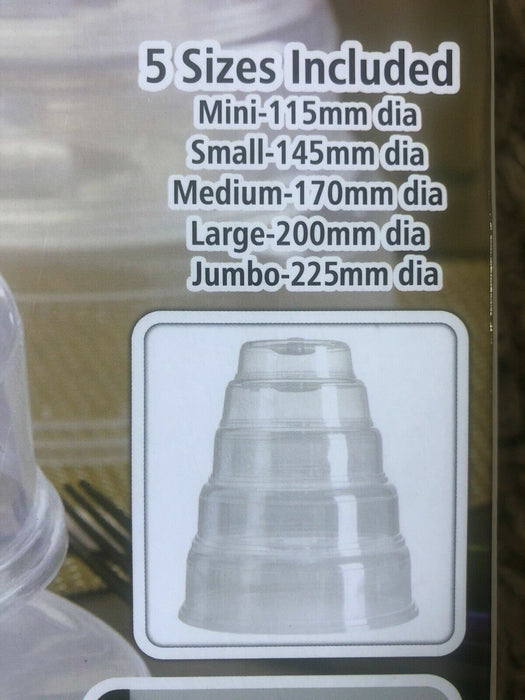 5 Sizes Included
Mini-115mm dia
Small-145mm dia
Medium-170mm dia
Large-200mm dia
Jumbo-225mm dia